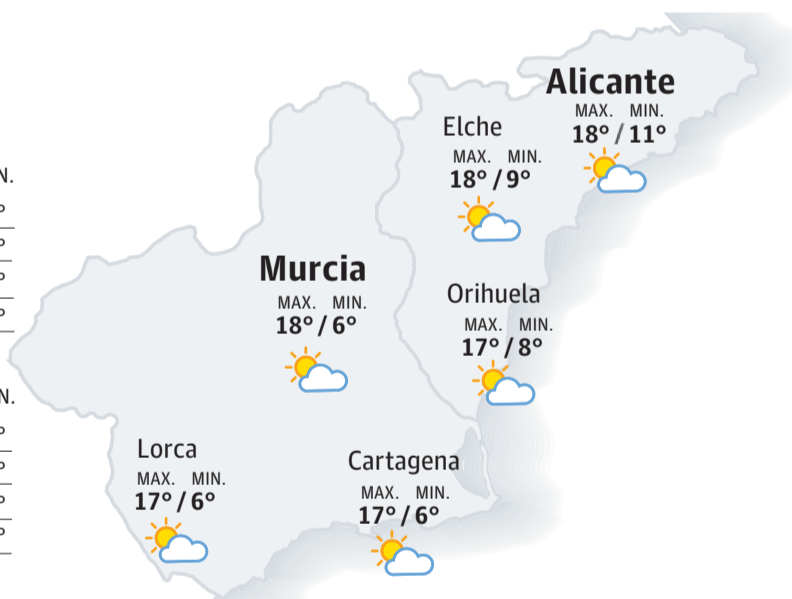 Alicante
MAX. MIN.
18° / 11°
Elche
MAX. MIN.
18° / 9°
Murcia
MAX. MIN.
18° / 6°
Orihuela
MAX. MIN.
17° / 8°
Lorca
MAX. MIN.
17° / 6°
Cartagena
MAX. MIN.
17° / 6°
N.
°
°
°
°
N.
°
°
°
°